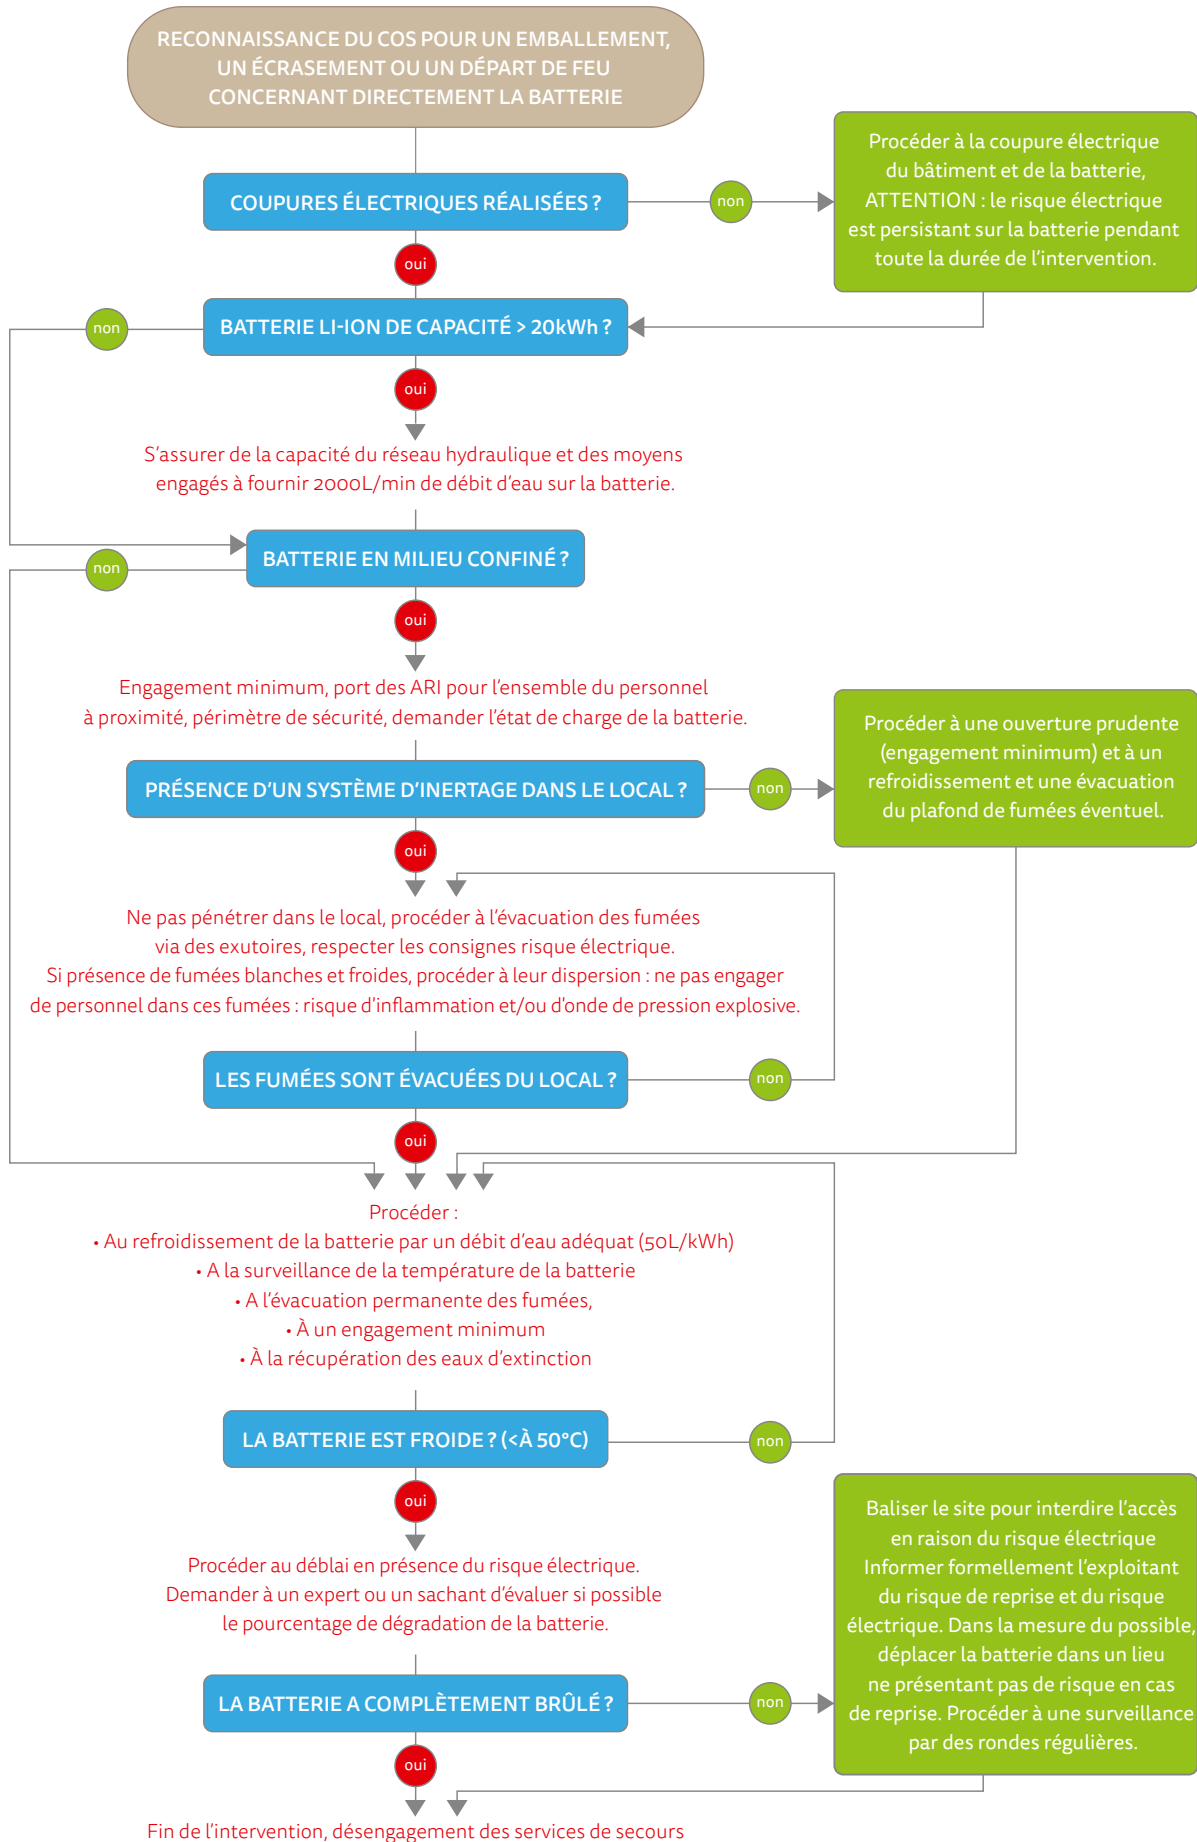 RECONNAISSANCE DU COS POUR UN EMBALLEMENT,
UN ÉCRASEMENT OU UN DÉPART DE FEU
CONCERNANT DIRECTEMENT LA BATTERIE
COUPURES ÉLECTRIQUES RÉALISÉES ?
non
Procéder à la coupure électrique
du bâtiment et de la batterie,
ATTENTION : le risque électrique
est persistant sur la batterie pendant
toute la durée de l'intervention.
oui
BATTERIE LI-ION DE CAPACITÉ > 20kWh ?
non
oui
S'assurer de la capacité du réseau hydraulique et des moyens
engagés à fournir 2000L/min de débit d'eau sur la batterie.
BATTERIE EN MILIEU CONFINÉ ?
non
oui
Engagement minimum, port des ARI pour l'ensemble du personnel
à proximité, périmètre de sécurité, demander l'état de charge de la batterie.
PRÉSENCE D'UN SYSTÈME D'INERTAGE DANS LE LOCAL ?
non
Procéder à une ouverture prudente
(engagement minimum) et à un
refroidissement et une évacuation
du plafond de fumées éventuel.
oui
Ne pas pénétrer dans le local, procéder à l'évacuation des fumées
via des exutoires, respecter les consignes risque électrique.
Si présence de fumées blanches et froides, procéder à leur dispersion : ne pas engager
de personnel dans ces fumées : risque d'inflammation et/ou d'onde de pression explosive.
LES FUMÉES SONT ÉVACUÉES DU LOCAL ?
non
oui
Procéder :
• Au refroidissement de la batterie par un débit d'eau adéquat (50L/kWh)
• A la surveillance de la température de la batterie
• A l'évacuation permanente des fumées,
• À un engagement minimum
• À la récupération des eaux d'extinction
LA BATTERIE EST FROIDE ? (<À 50°C)
non
oui
Procéder au déblai en présence du risque électrique.
Demander à un expert ou un sachant d'évaluer si possible
le pourcentage de dégradation de la batterie.
LA BATTERIE A COMPLÈTEMENT BRÛLÉ ?
non
Baliser le site pour interdire l'accès
en raison du risque électrique
Informer formellement l'exploitant
du risque de reprise et du risque
électrique. Dans la mesure du possible,
déplacer la batterie dans un lieu
ne présentant pas de risque en cas
de reprise. Procéder à une surveillance
par des rondes régulières.
oui
Fin de l'intervention, désengagement des services de secours